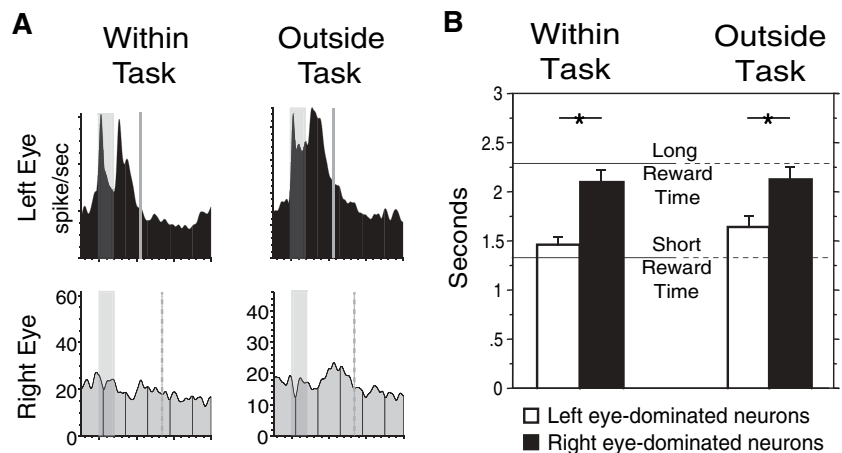 A
Within
Task
Outside
Task
Left Eye
spike/sec
Right Eye
60
40
20
0
40
30
20
10
0
B
Within
Task
Outside
Task
Seconds
3
2.5
2
1.5
1
.5
0
*
*
Long
Reward
Time
Short
Reward
Time
Left eye-dominated neurons
Right eye-dominated neurons